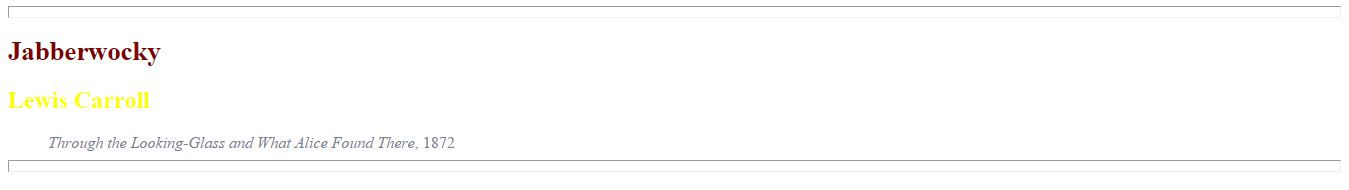 Jabberwocky
Lewis Carroll
Through the Looking-Glass and What Alice Found There, 1872